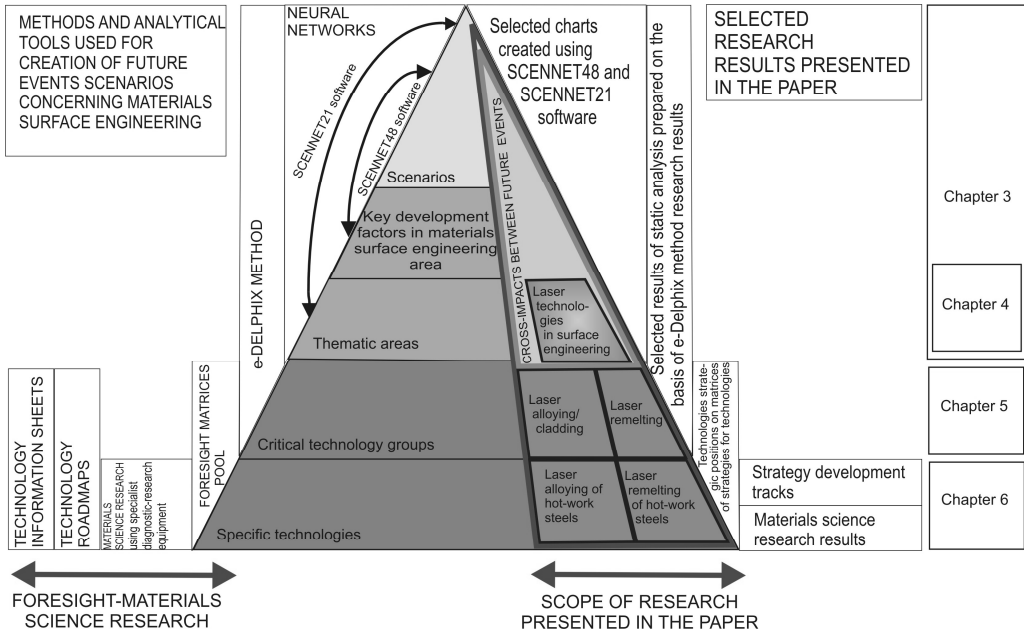 METHODS AND ANALYTICAL
TOOLS USED FOR
CREATION OF FUTURE
EVENTS SCENARIOS
CONCERNING MATERIALS
SURFACE ENGINEERING
NEURAL
NETWORKS
Selected charts
created using
SCENNET48 and
SCENNET21
software
SELECTED
RESEARCH
RESULTS PRESENTED
IN THE PAPER
SCENNET21 software
SCENNET48 software
e-DELPHIX METHOD
Scenarios
Key development
factors in materials
surface engineering
area
Thematic areas
Critical technology groups
Specific technologies
CROSS-IMPACTS BETWEEN FUTURE EVENTS
Laser
technolo-
gies
in surface
engineering
Laser
alloying/
cladding
Laser
remelting
Laser
alloying of
hot-work
steels
Laser
remelting
of hot-work
steels
Selected results of static analysis prepared on the
basis of e-Delphix method research results
Technologies strate-
gic positions on matrices
of strategies for technologies
Chapter 3
Chapter 4
Chapter 5
Chapter 6
Strategy development
tracks
Materials science
research results
TECHNOLOGY
INFORMATION SHEETS
TECHNOLOGY
ROADMAPS
MATERIALS
SCIENCE RESEARCH
using specialist
diagnostic-research
equipment
FORESIGHT MATRICES
POOL
FORESIGHT-MATERIALS
SCIENCE RESEARCH
SCOPE OF RESEARCH
PRESENTED IN THE PAPER